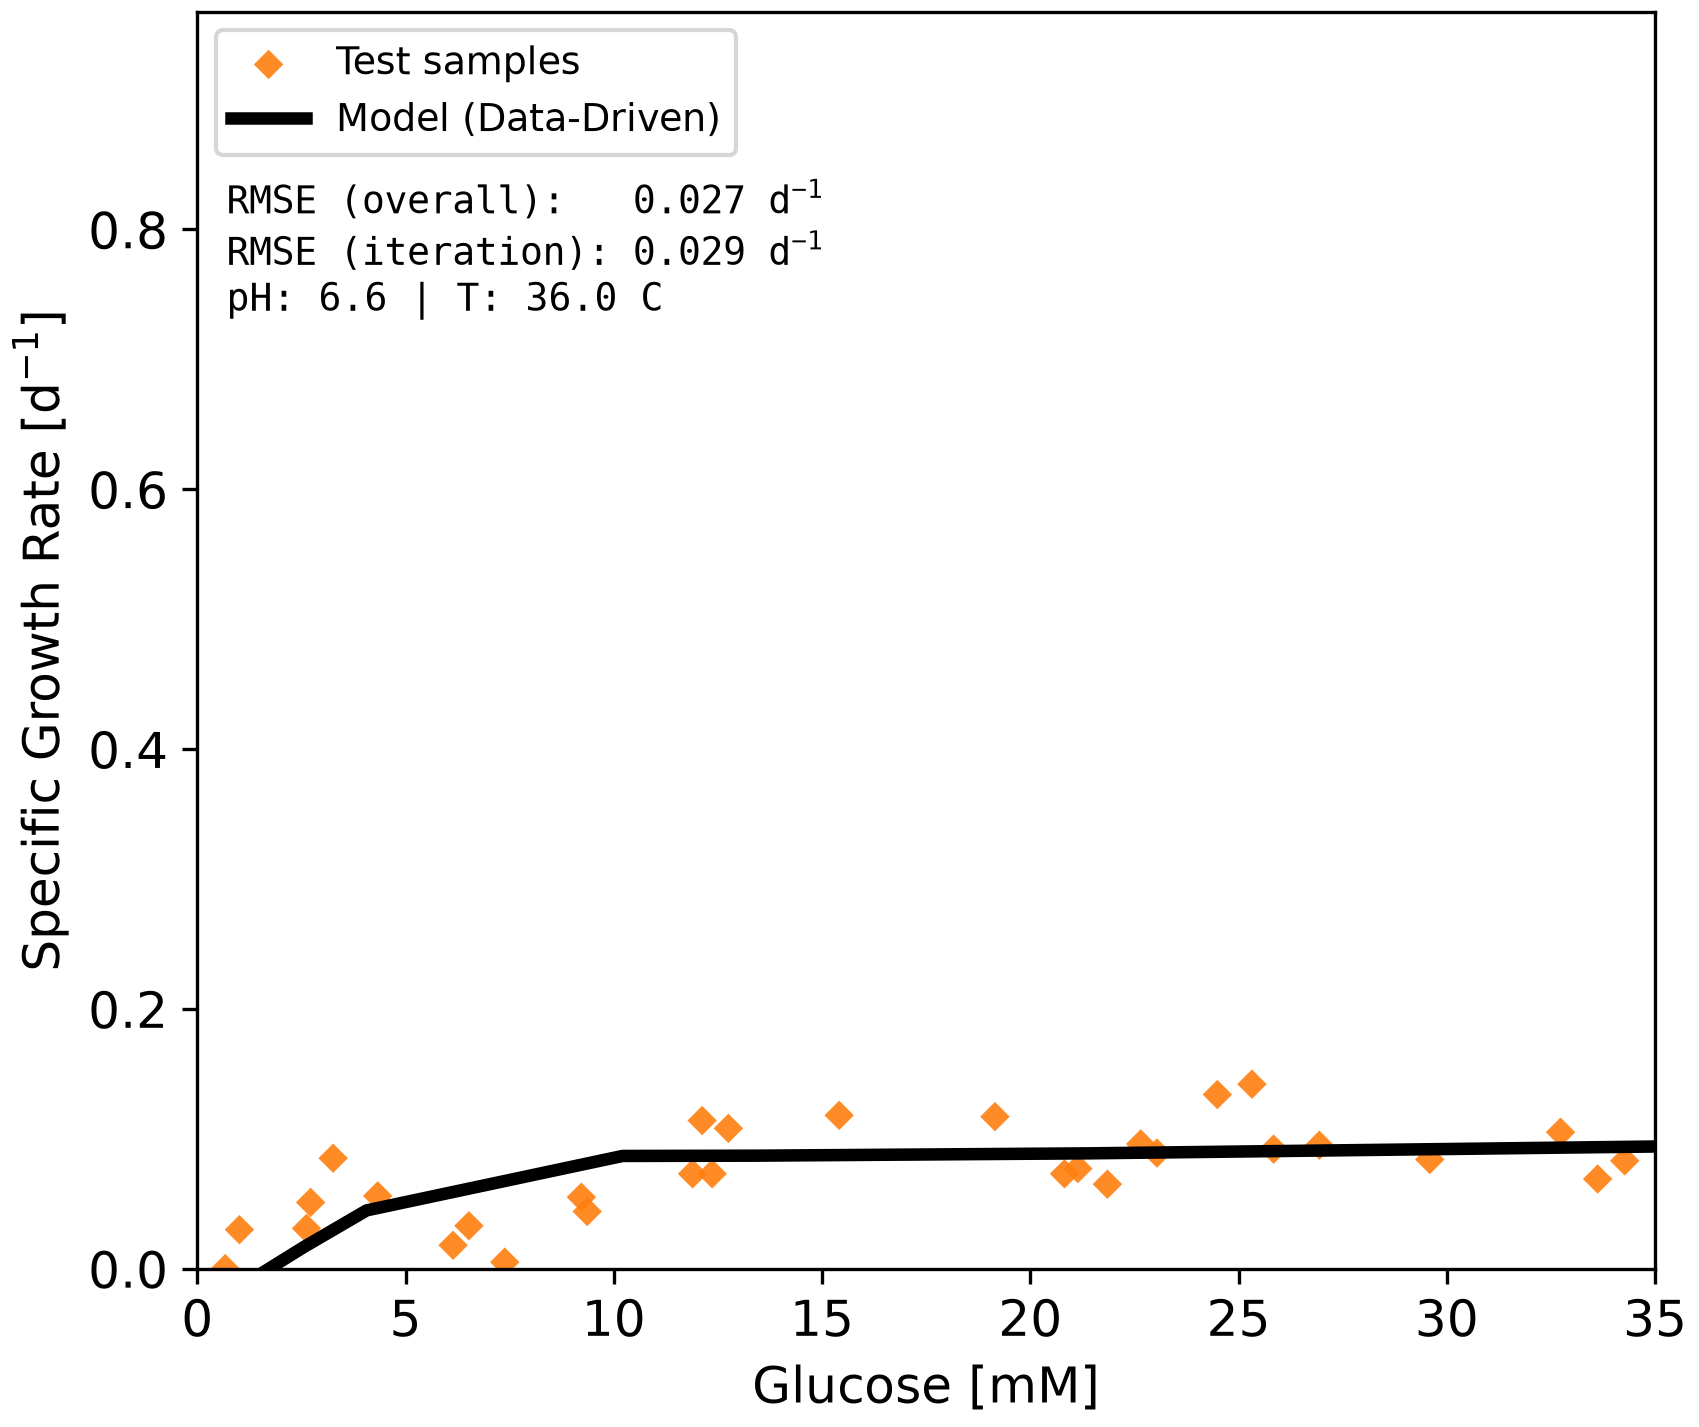 Test samples
Model (Data-Driven)
RMSE (overall):   0.027 d⁻¹
RMSE (iteration): 0.029 d⁻¹
pH: 6.6 | T: 36.0 C
Specific Growth Rate [d⁻¹]
0.8
0.6
0.4
0.2
0.0
0 5 10 15 20 25 30 35
Glucose [mM]